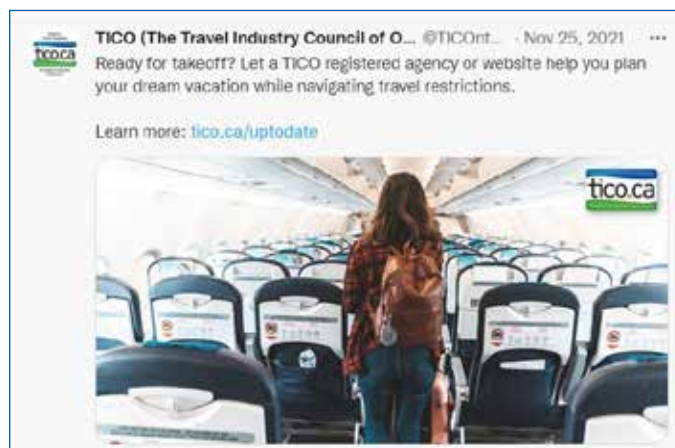 tico.ca
TICO (The Travel Industry Council of O... @TICOnt... · Nov 25, 2021
Ready for takeoff? Let a TICO registered agency or website help you plan
your dream vacation while navigating travel restrictions.
Learn more: tico.ca/uptodate
tico.ca